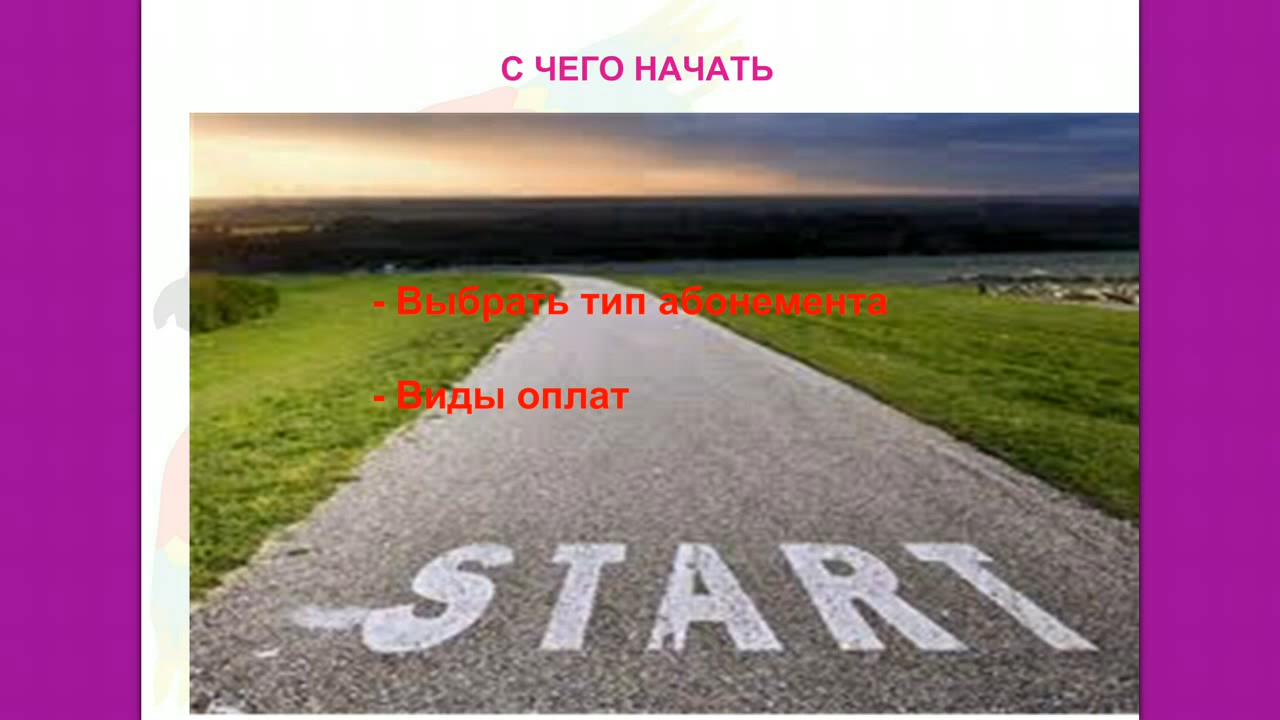 С ЧЕГО НАЧАТЬ
- Выбрать тип абонемента
- Виды оплат
START